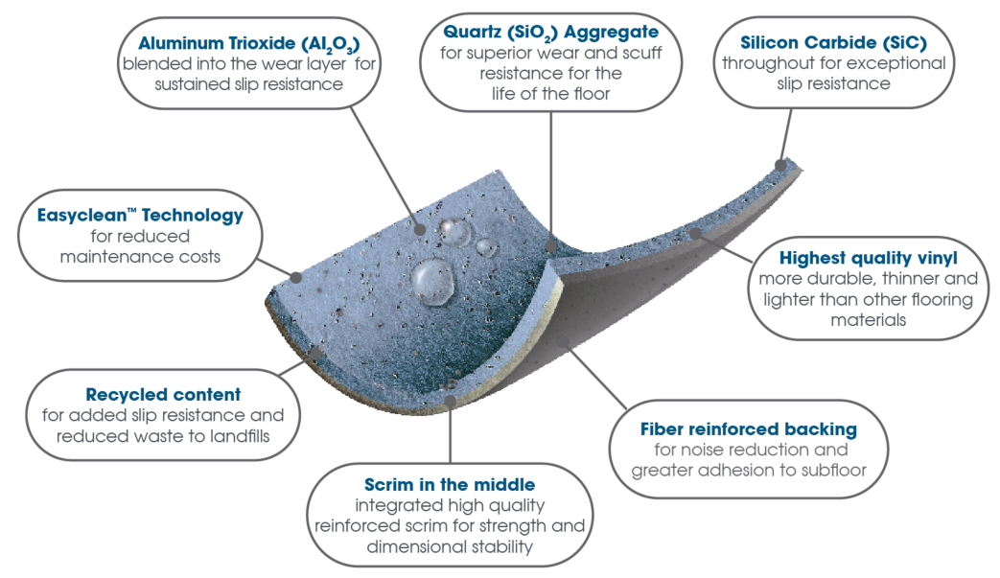 Aluminum Trioxide (Al₂O₃)
blended into the wear layer for
sustained slip resistance
Quartz (SiO₂) Aggregate
for superior wear and scuff
resistance for the
life of the floor
Silicon Carbide (SiC)
throughout for exceptional
slip resistance
Easyclean™ Technology
for reduced
maintenance costs
Highest quality vinyl
more durable, thinner and
lighter than other flooring
materials
Recycled content
for added slip resistance and
reduced waste to landfills
Fiber reinforced backing
for noise reduction and
greater adhesion to subfloor
Scrim in the middle
integrated high quality
reinforced scrim for strength and
dimensional stability